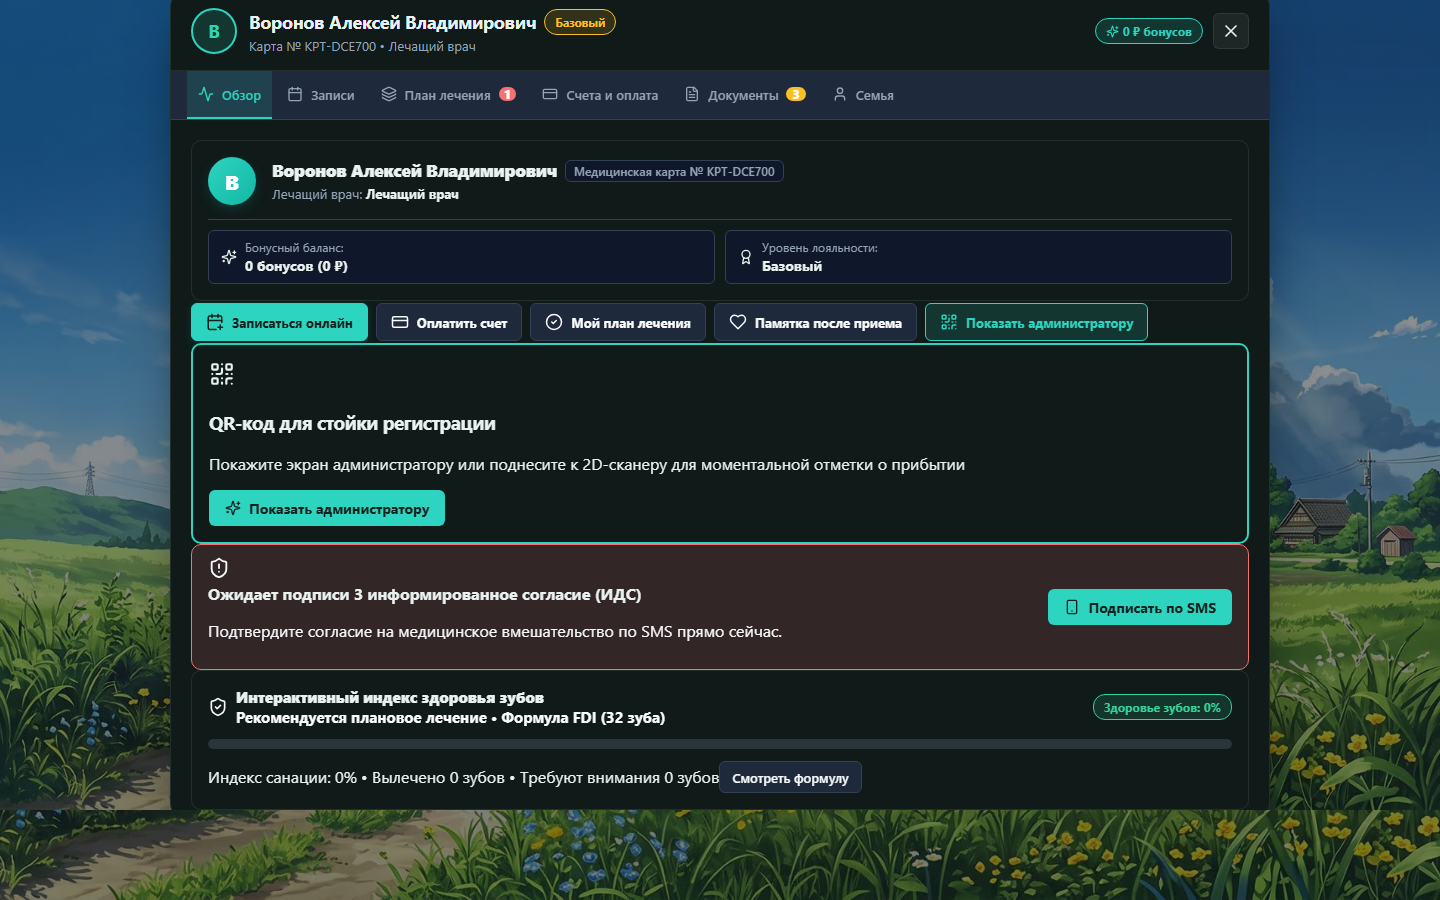 В
Воронов Алексей Владимирович
Базовый
Карта № KPT-DCE700 • Лечащий врач
0 ₽ бонусов
Обзор
Записи
План лечения 1
Счета и оплата
Документы 3
Семья
В
Воронов Алексей Владимирович
Медицинская карта № KPT-DCE700
Лечащий врач: Лечащий врач
Бонусный баланс:
0 бонусов (0 ₽)
Уровень лояльности:
Базовый
Записаться онлайн
Оплатить счет
Мой план лечения
Памятка после приема
Показать администратору
QR-код для стойки регистрации
Покажите экран администратору или поднесите к 2D-сканеру для моментальной отметки о прибытии
Показать администратору
Ожидает подписи 3 информированное согласие (ИДС)
Подтвердите согласие на медицинское вмешательство по SMS прямо сейчас.
Подписать по SMS
Интерактивный индекс здоровья зубов
Рекомендуется плановое лечение • Формула FDI (32 зуба)
Здоровье зубов: 0%
Индекс санации: 0% • Вылечено 0 зубов • Требуют внимания 0 зубов
Смотреть формулу